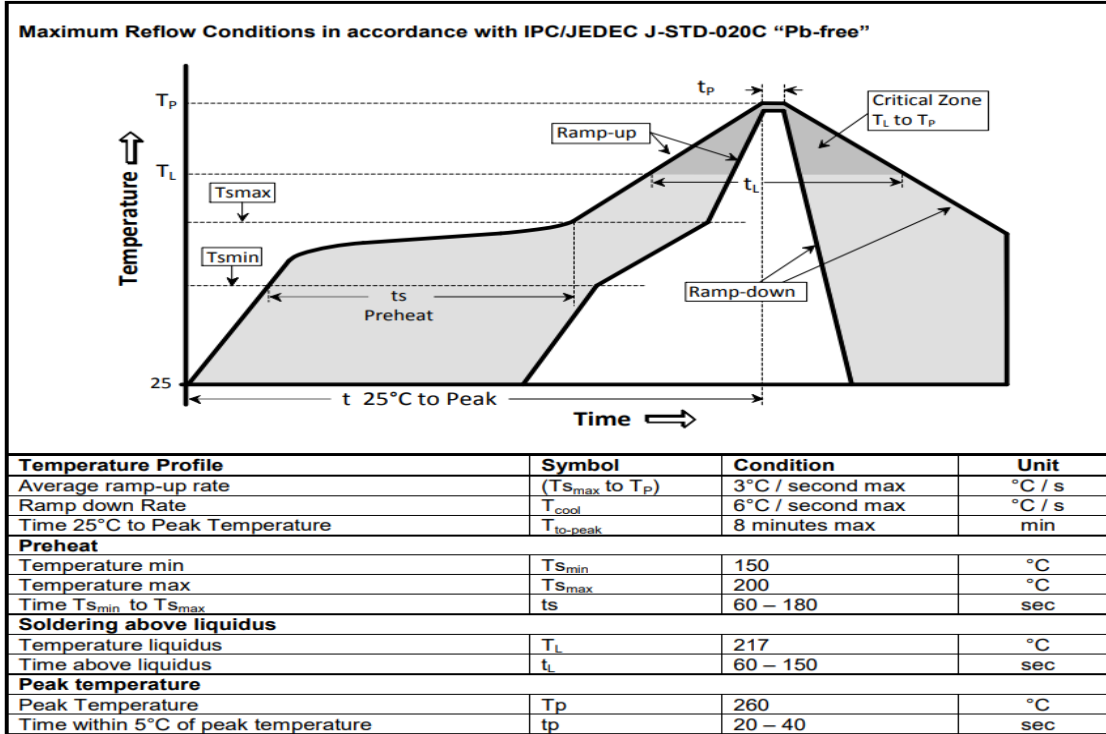 Maximum Reflow Conditions in accordance with IPC/JEDEC J-STD-020C “Pb-free”
tP
TP
Critical Zone
TL to TP
Ramp-up
TL
tL
Tsmax
Tsmin
Temperature
ts
Preheat
Ramp-down
25
t 25°C to Peak
Time
Temperature Profile Symbol Condition Unit
Average ramp-up rate (Tsmax to TP) 3°C / second max °C / s
Ramp down Rate Tcool 6°C / second max °C / s
Time 25°C to Peak Temperature Tto-peak 8 minutes max min
Preheat
Temperature min Tsmin 150 °C
Temperature max Tsmax 200 °C
Time Tsmin to Tsmax ts 60 – 180 sec
Soldering above liquidus
Temperature liquidus TL 217 °C
Time above liquidus tL 60 – 150 sec
Peak temperature
Peak Temperature Tp 260 °C
Time within 5°C of peak temperature tp 20 – 40 sec